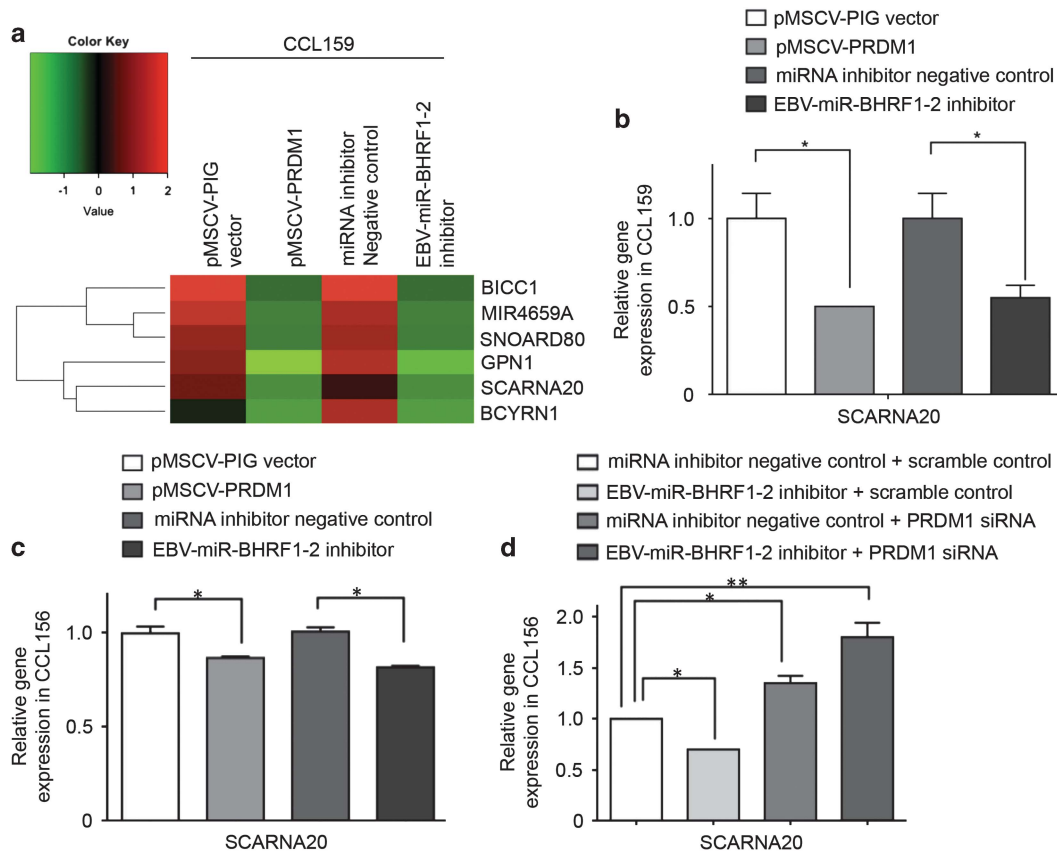 a
Color Key
-1 0 1 2
Value
CCL159
pMSCV-PIG
vector
pMSCV-PRDM1
miRNA inhibitor
Negative control
EBV-miR-BHRF1-2
inhibitor
BICC1
MIR4659A
SNOARD80
GPN1
SCARNA20
BCYRN1
b
pMSCV-PIG vector
pMSCV-PRDM1
miRNA inhibitor negative control
EBV-miR-BHRF1-2 inhibitor
Relative gene
expression in CCL159
1.0
0.5
0
*
*
SCARNA20
c
pMSCV-PIG vector
pMSCV-PRDM1
miRNA inhibitor negative control
EBV-miR-BHRF1-2 inhibitor
Relative gene
expression in CCL156
1.0
0.5
0
*
*
SCARNA20
d
miRNA inhibitor negative control + scramble control
EBV-miR-BHRF1-2 inhibitor + scramble control
miRNA inhibitor negative control + PRDM1 siRNA
EBV-miR-BHRF1-2 inhibitor + PRDM1 siRNA
Relative gene
expression in CCL156
2.0
1.5
1.0
0.5
0
**
*
*
SCARNA20